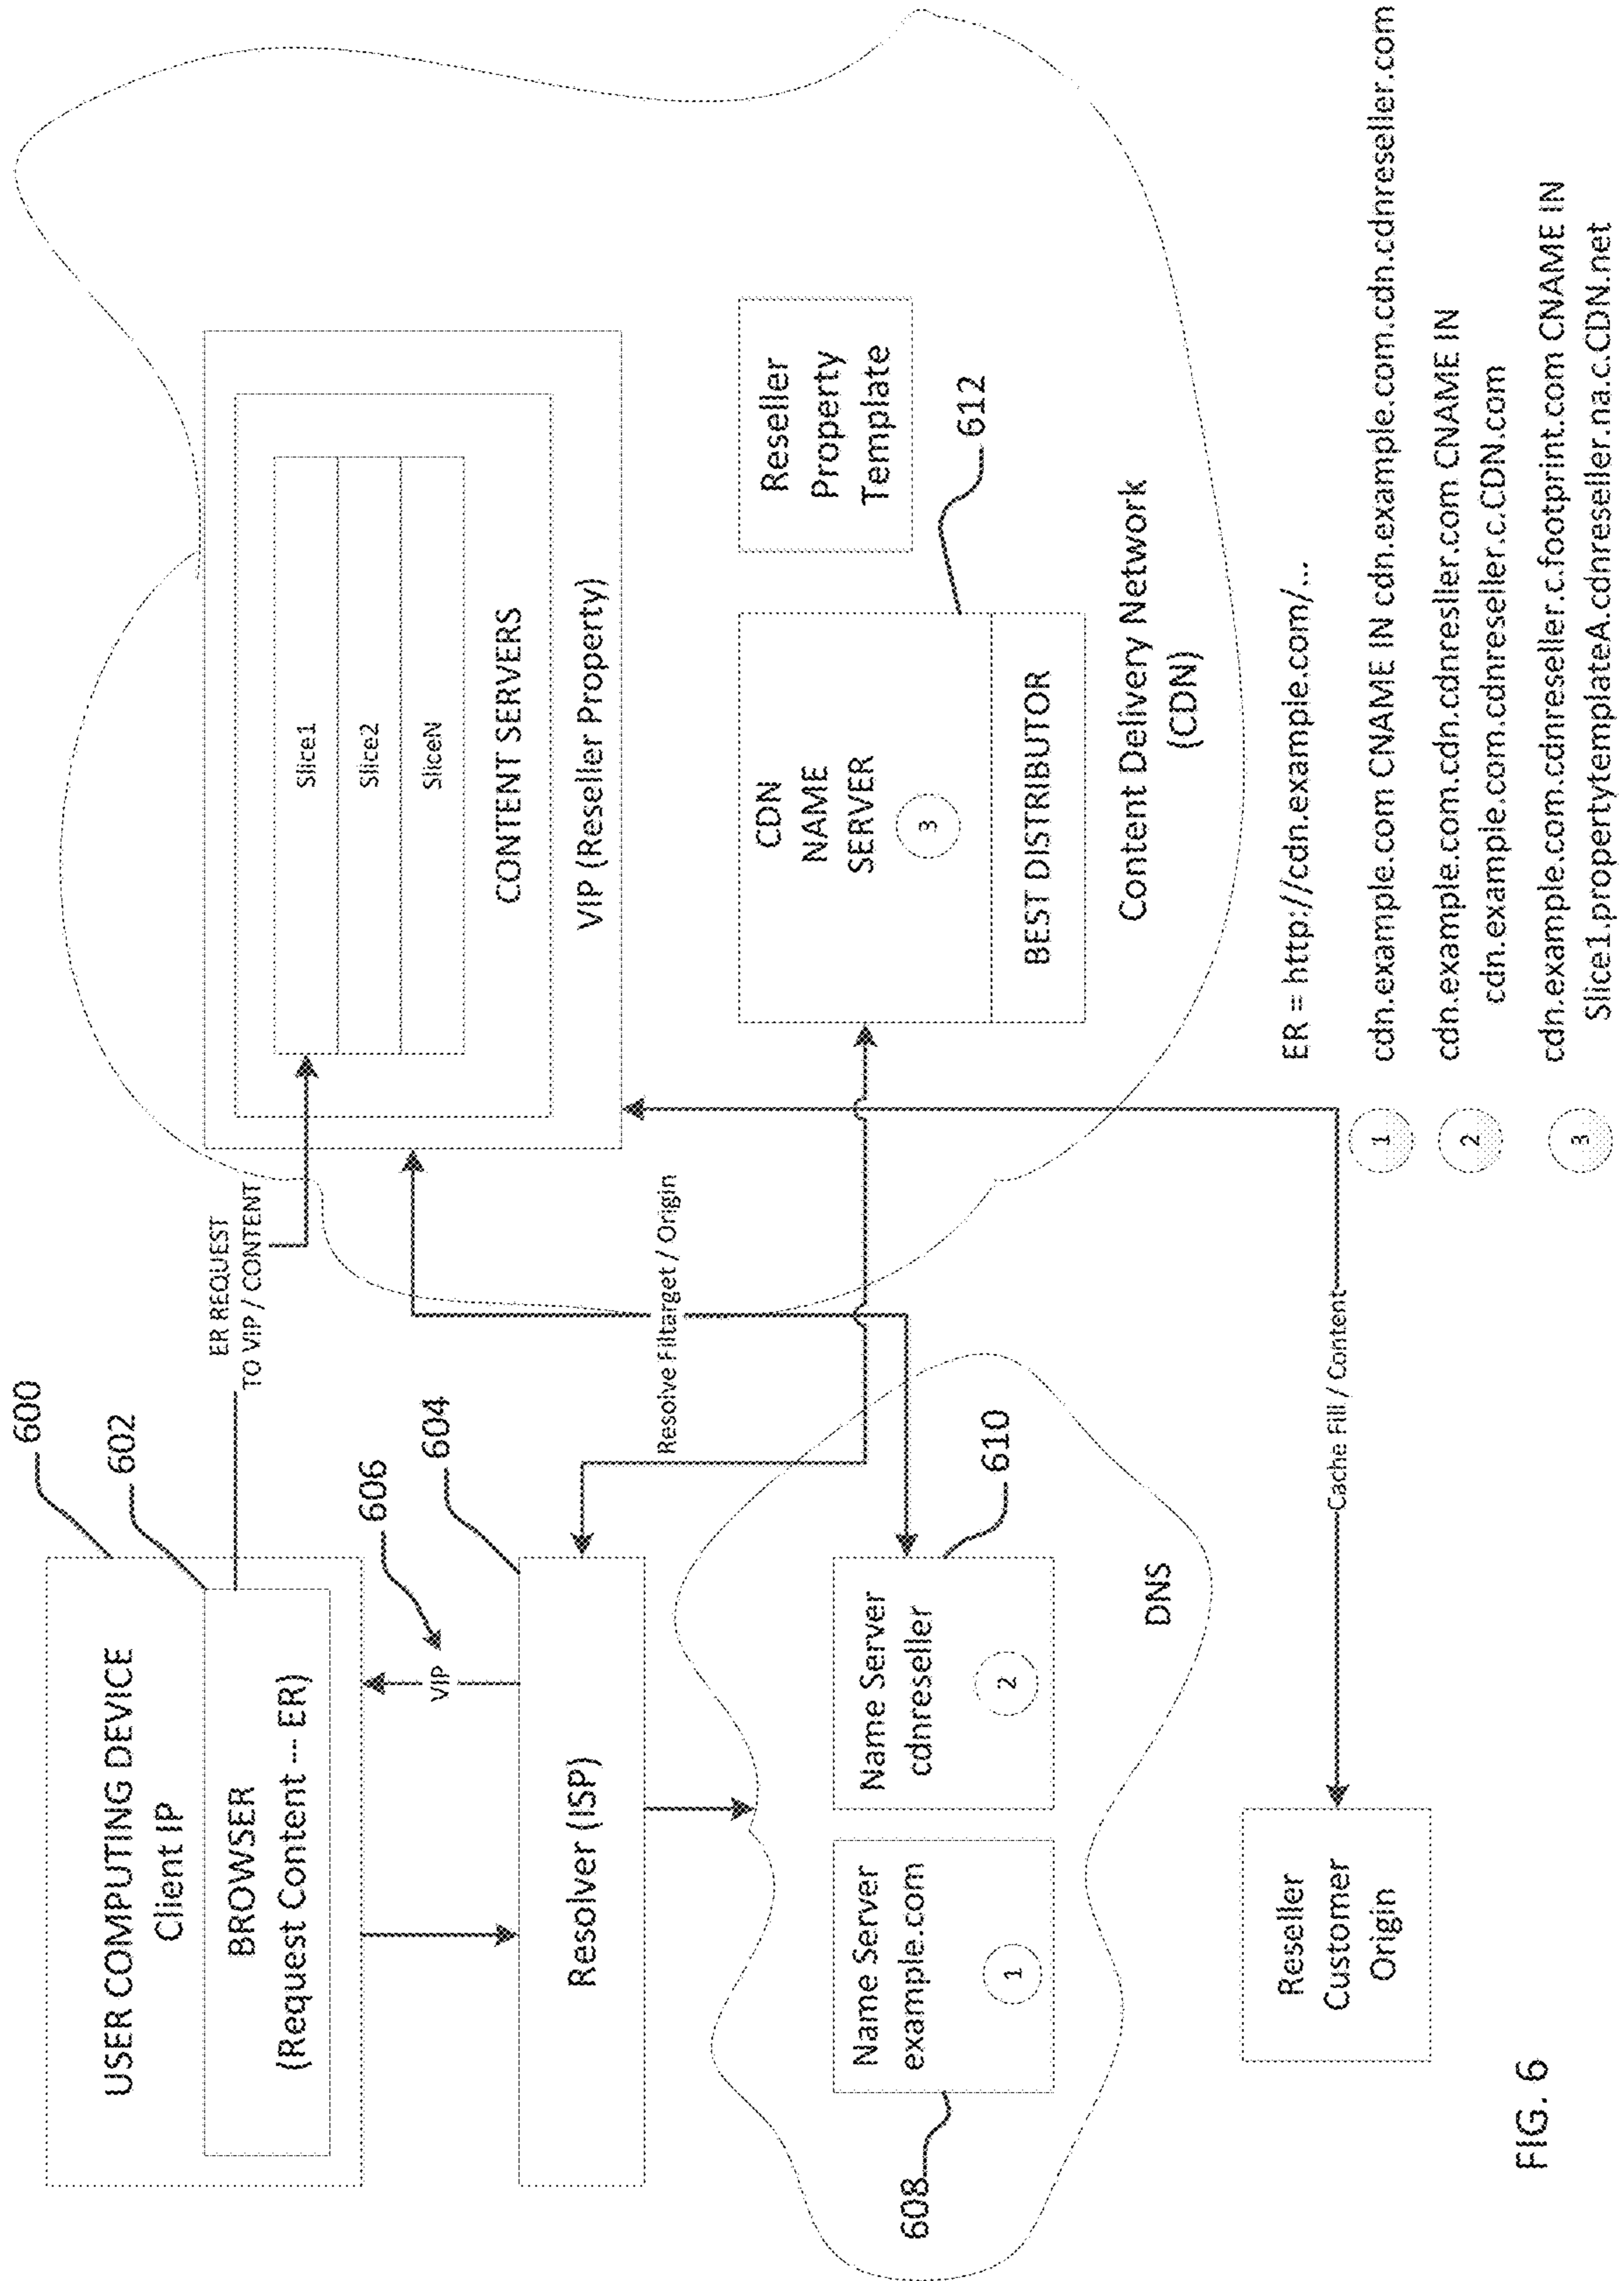 600
USER COMPUTING DEVICE
Client IP
602
BROWSER
(Request Content --- ER)
ER REQUEST
TO VIP / CONTENT
606
VIP
604
Resolver (ISP)
Slice1
Slice2
SliceN
CONTENT SERVERS
VIP (Reseller Property)
Resolve Filtarget / Origin
608
Name Server
example.com
1
Name Server
cdnreseller
2
610
DNS
CDN
NAME
SERVER
3
BEST DISTRIBUTOR
612
Reseller
Property
Template
Content Delivery Network
(CDN)
Reseller
Customer
Origin
Cache Fill / Content
ER = http://cdn.example.com/...
1 cdn.example.com CNAME IN cdn.example.com.cdn.cdnreseller.com
2 cdn.example.com.cdn.cdnresller.com CNAME IN
cdn.example.com.cdnreseller.c.CDN.com
3 cdn.example.com.cdnreseller.c.footprint.com CNAME IN
Slice1.propertytemplateA.cdnreseller.na.c.CDN.net
FIG. 6